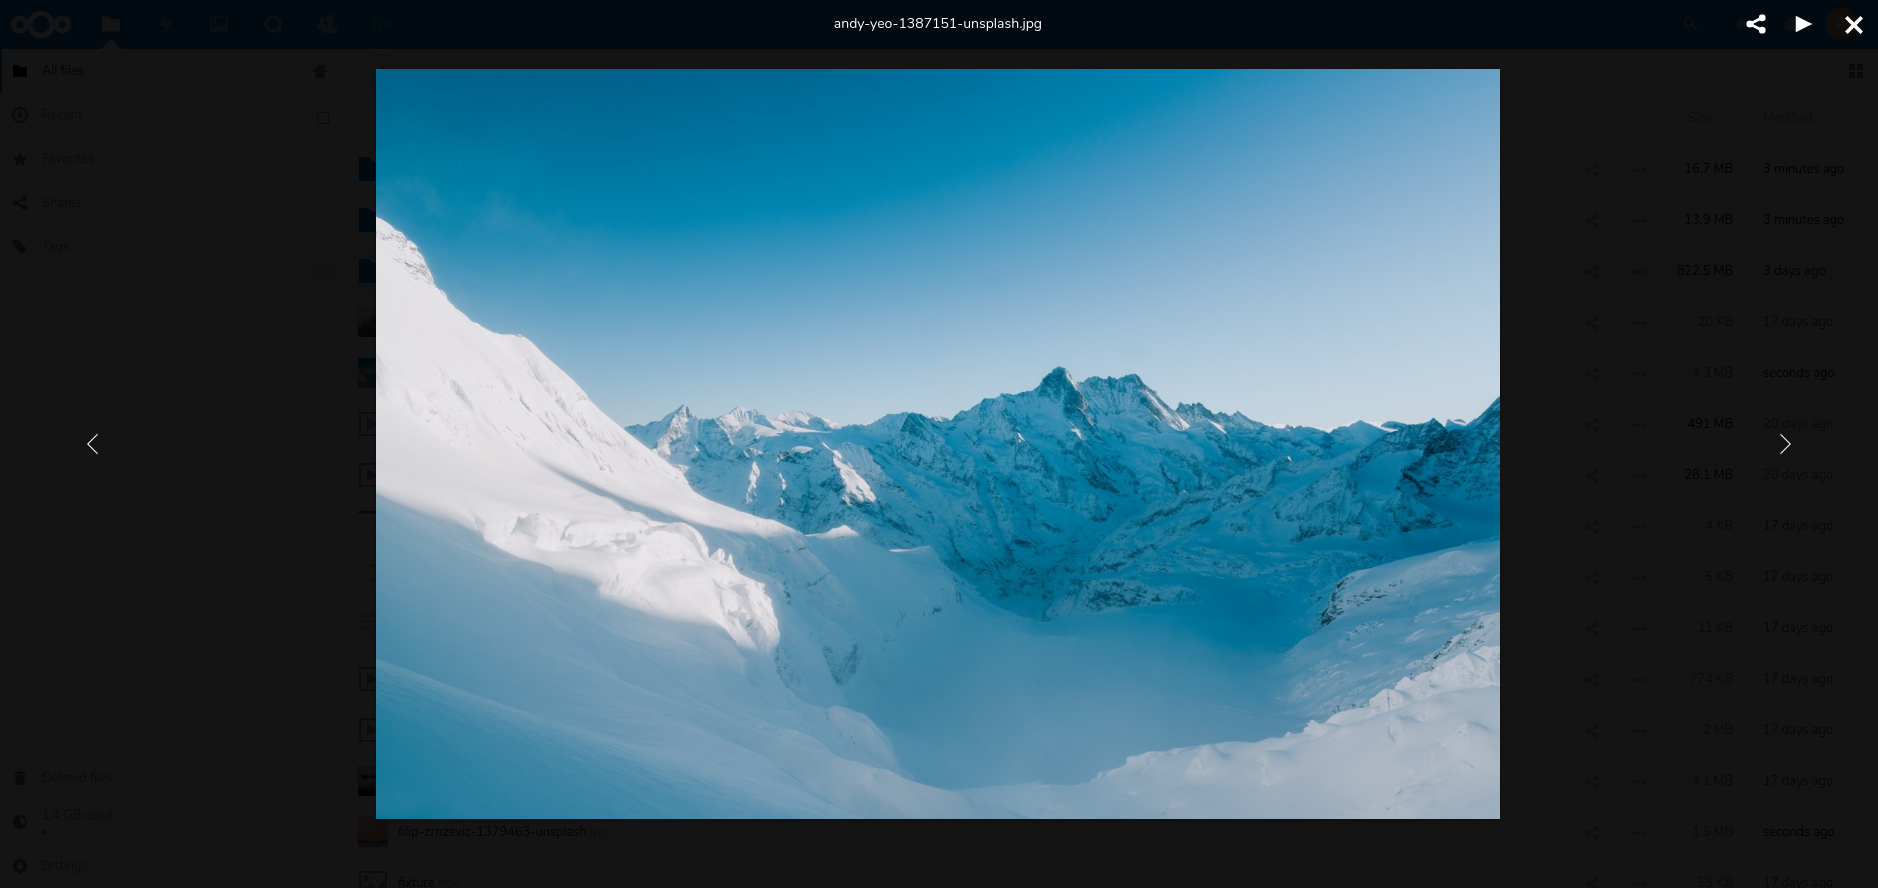 andy-yeo-1387151-unsplash.jpg
All files
Recent
Favorites
Shares
Tags
Size
Modified
16.7 MB 3 minutes ago
13.9 MB 3 minutes ago
822.5 MB 3 days ago
20 KB 17 days ago
4.3 MB seconds ago
491 MB 20 days ago
28.1 MB 20 days ago
4 KB 17 days ago
5 KB 17 days ago
11 KB 17 days ago
774 KB 17 days ago
2 MB 17 days ago
4.1 MB 17 days ago
filip-zrnzevic-1379463-unsplash.jpg 1.5 MB seconds ago
fixture.heic 59 KB 17 days ago
Deleted files
1.4 GB used
Settings